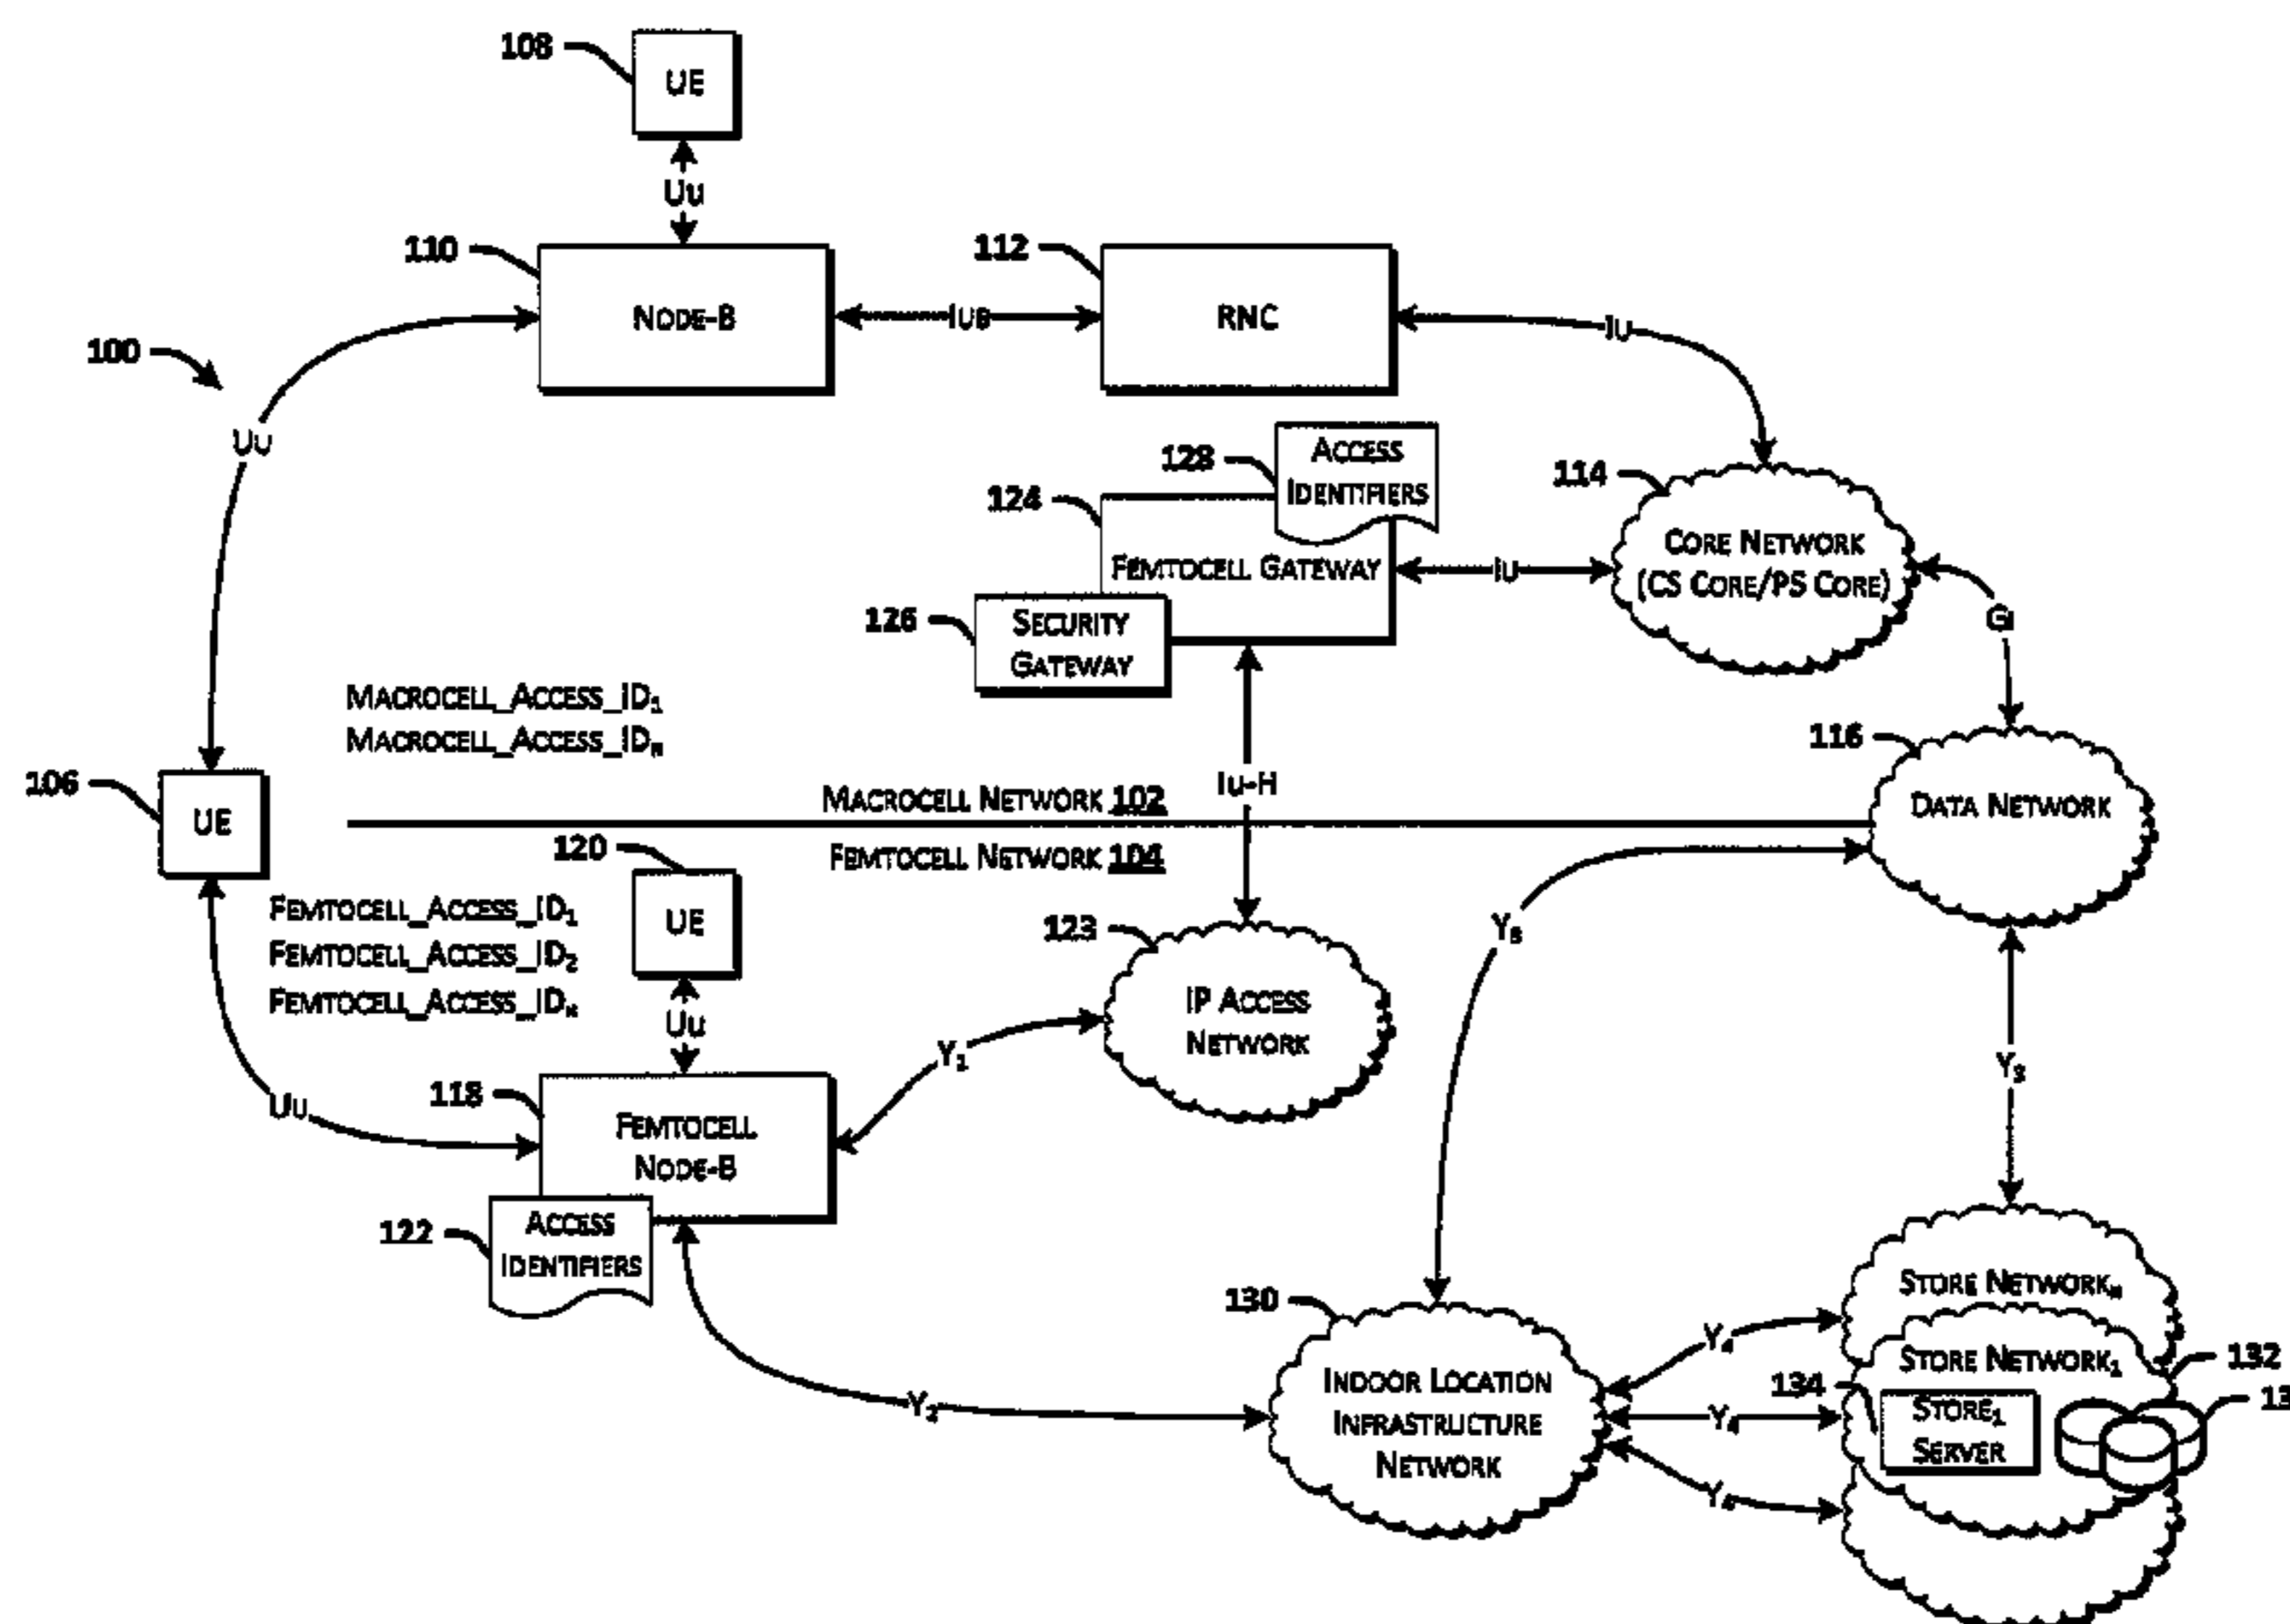 108
UE
Uu
110
NODE-B
IUB
112
RNC
IU
100
UU
128
ACCESS
IDENTIFIERS
124
FEMTOCELL GATEWAY
126
SECURITY
GATEWAY
IU
114
CORE NETWORK
(CS CORE/PS CORE)
GI
MACROCELL_ACCESS_ID1
MACROCELL_ACCESS_IDN
106
UE
MACROCELL NETWORK 102
IU-H
116
DATA NETWORK
FEMTOCELL NETWORK 104
120
UE
Uu
FEMTOCELL_ACCESS_ID1
FEMTOCELL_ACCESS_ID2
FEMTOCELL_ACCESS_IDN
123
IP ACCESS
NETWORK
Y5
Y1
Y3
UU
118
FEMTOCELL
NODE-B
122
ACCESS
IDENTIFIERS
Y2
130
INDOOR LOCATION
INFRASTRUCTURE
NETWORK
Y4
Y4
Y4
STORE NETWORKN
STORE NETWORK1
132
134
STORE1
SERVER